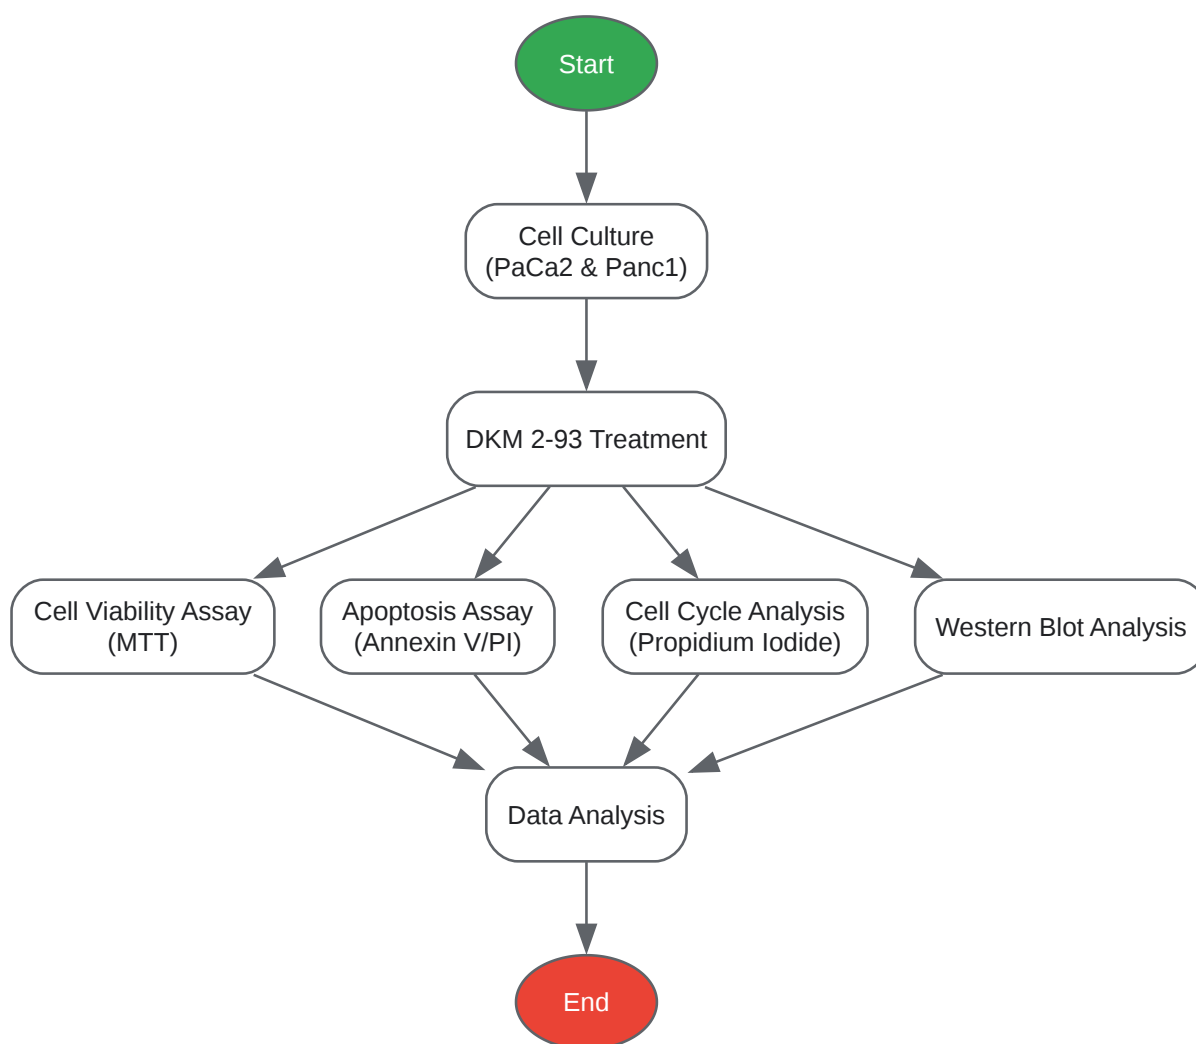 Start
Cell Culture
(PaCa2 & Panc1)
DKM 2-93 Treatment
Cell Viability Assay
(MTT)
Apoptosis Assay
(Annexin V/PI)
Cell Cycle Analysis
(Propidium Iodide)
Western Blot Analysis
Data Analysis
End